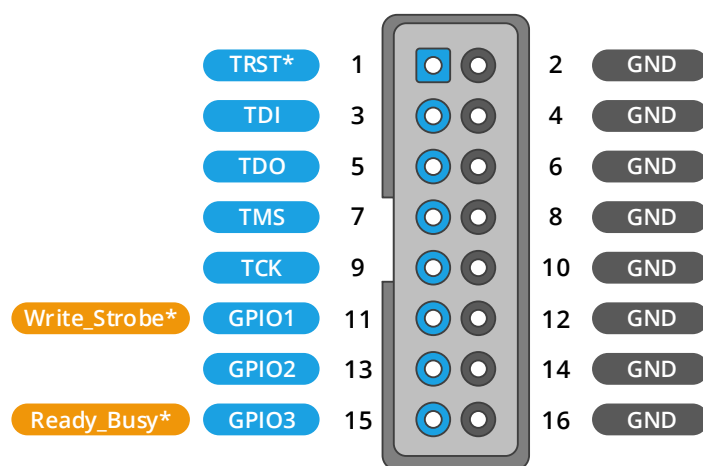 TRST* 1 2 GND
TDI 3 4 GND
TDO 5 6 GND
TMS 7 8 GND
TCK 9 10 GND
Write_Strobe* GPIO1 11 12 GND
GPIO2 13 14 GND
Ready_Busy* GPIO3 15 16 GND